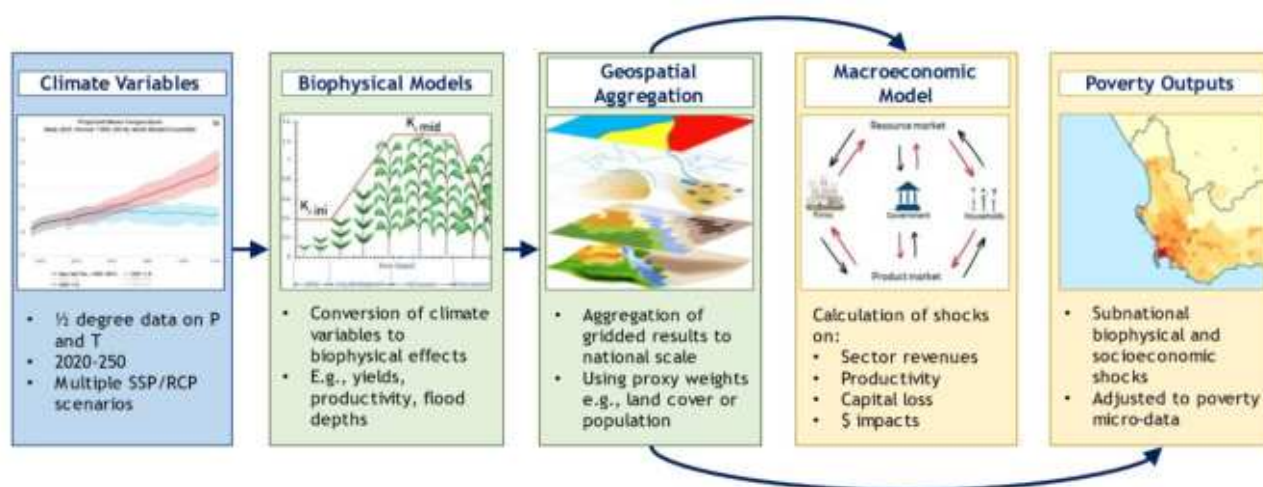 Climate Variables
½ degree data on P
and T
2020-250
Multiple SSP/RCP
scenarios
Biophysical Models
Kc mid
Kc ini
Conversion of climate
variables to
biophysical effects
E.g., yields,
productivity, flood
depths
Geospatial
Aggregation
Aggregation of
gridded results to
national scale
Using proxy weights
e.g., land cover or
population
Macroeconomic
Model
Resource market
Firms
Government
Households
Product market
Calculation of shocks
on:
Sector revenues
Productivity
Capital loss
$ impacts
Poverty Outputs
Subnational
biophysical and
socioeconomic
shocks
Adjusted to poverty
micro-data